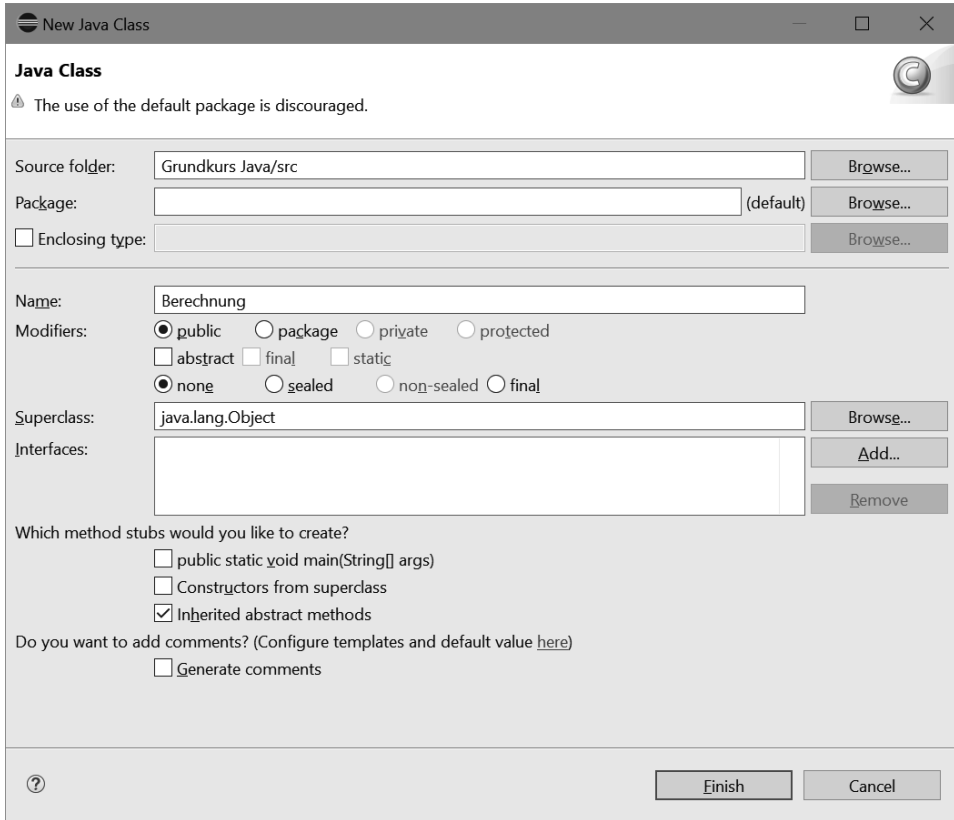 New Java Class
Java Class
The use of the default package is discouraged.
Source folder: Grundkurs Java/src Browse...
Package: (default) Browse...
Enclosing type: Browse...
Name: Berechnung
Modifiers: public package private protected
abstract final static
none sealed non-sealed final
Superclass: java.lang.Object Browse...
Interfaces: Add...
Remove
Which method stubs would you like to create?
public static void main(String[] args)
Constructors from superclass
Inherited abstract methods
Do you want to add comments? (Configure templates and default value here)
Generate comments
Finish Cancel